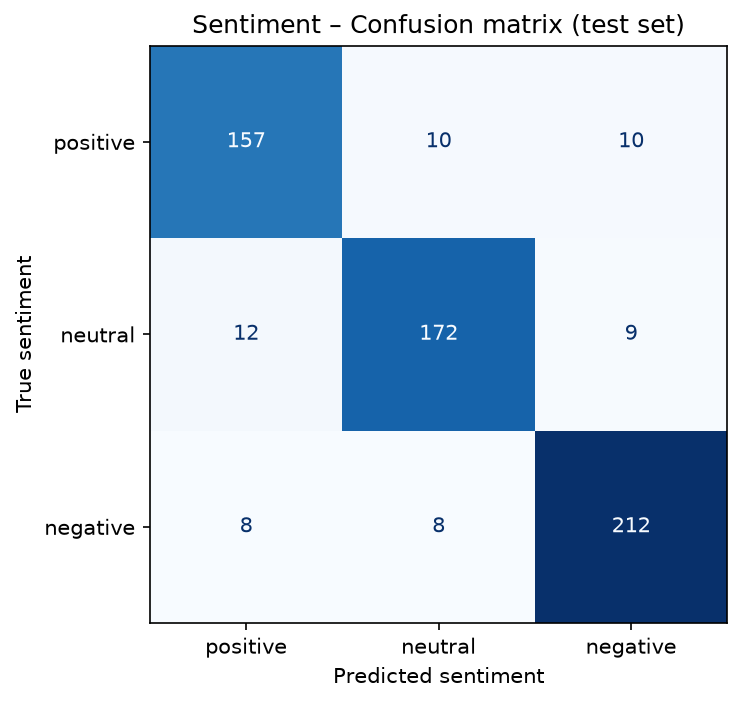 Sentiment – Confusion matrix (test set)
True sentiment
positive
157 10 10
neutral
12 172 9
negative
8 8 212
positive neutral negative
Predicted sentiment